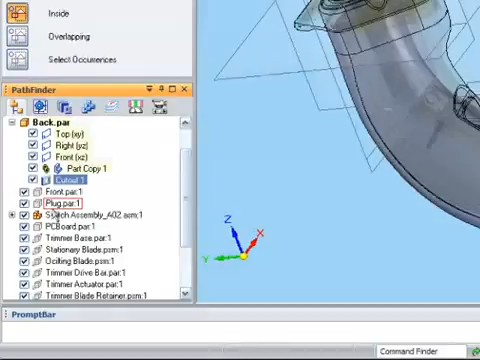 Inside
Overlapping
Select Occurrences
PathFinder
Back.par
Top (xy)
Right (yz)
Front (xz)
Part Copy 1
Cutout 1
Front.par:1
Plug.par:1
Switch Assembly_A02.asm:1
PCBoard.par:1
Trimmer Base.par:1
Stationary Blade.psm:1
Ocilting Blade.psm:1
Trimmer Drive Bar.par:1
Trimmer Actuator.par:1
Trimmer Blade Retainer.psm:1
Z
X
Y
PromptBar
Command Finder